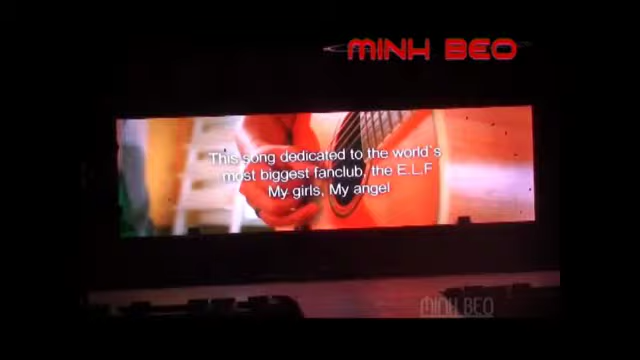 MINH BEO
This song dedicated to the world`s
most biggest fanclub, the E.L.F
My girls, My angel
MINH BEO